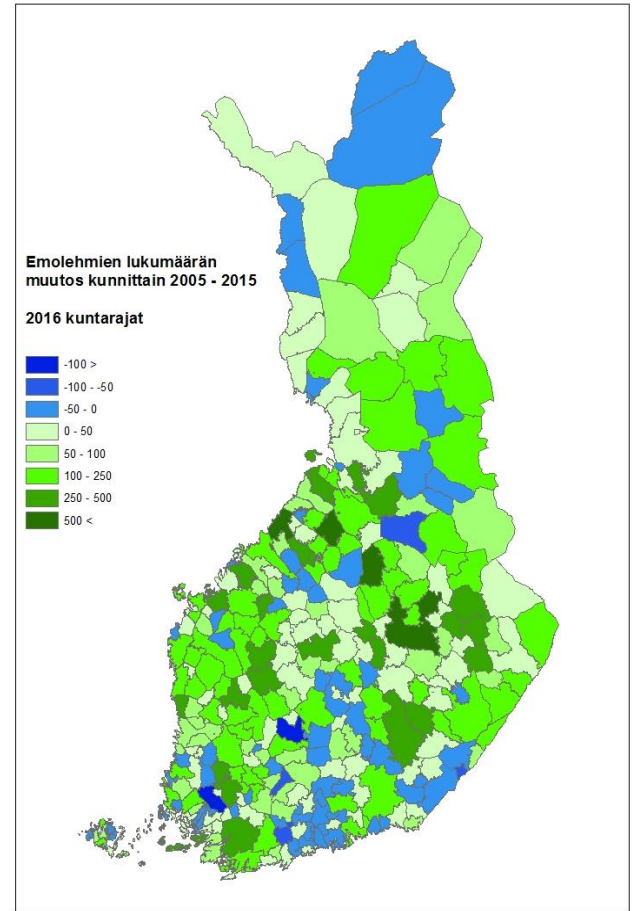 Emolehmien lukumäärän
muutos kunnittain 2005 - 2015
2016 kuntarajat
-100 >
-100 - -50
-50 - 0
0 - 50
50 - 100
100 - 250
250 - 500
500 <